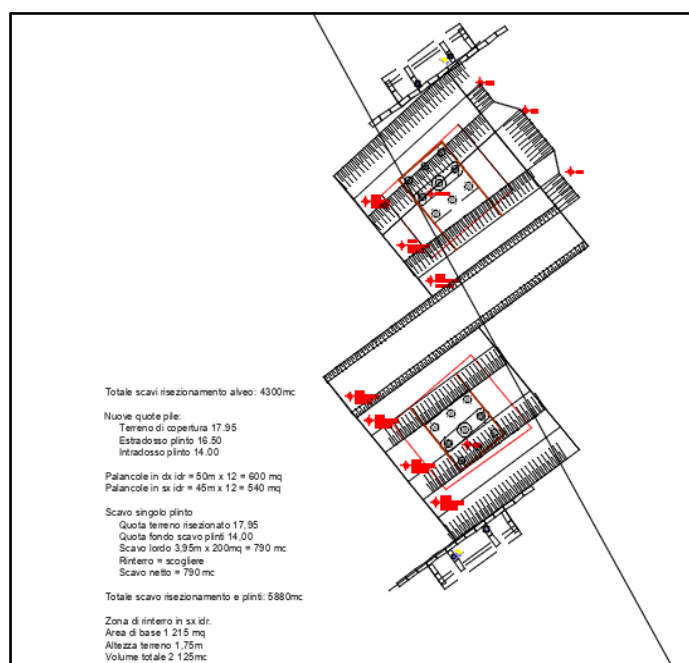 Totale scavi risezionamento alveo: 4300mc
Nuove quote pile:
Terreno di copertura 17.95
Estradosso plinto 16.50
Intradosso plinto 14.00
Palancole in dx idr = 50m x 12 = 600 mq
Palancole in sx idr = 45m x 12 = 540 mq
Scavo singolo plinto
Quota terreno risezionato 17,95
Quota fondo scavo plinti 14,00
Scavo lordo 3,95m x 200mq = 790 mc
Rinterro = scogliere
Scavo netto = 790 mc
Totale scavo risezionamento e plinti: 5880mc
Zona di rinterro in sx idr.
Area di base 1 215 mq
Altezza terreno 1,75m
Volume totale 2 125mc